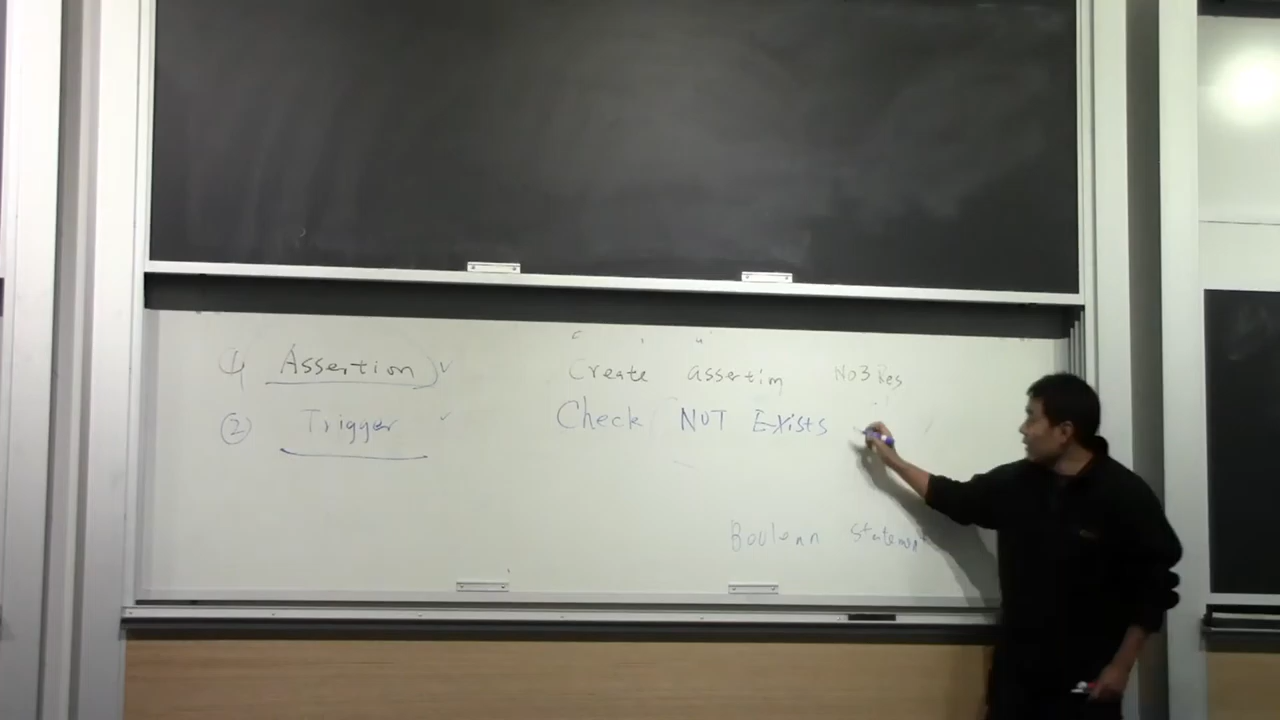 ① Assertion
② Trigger
Create assertion No3Res
Check NOT Exists
Boolean Statement